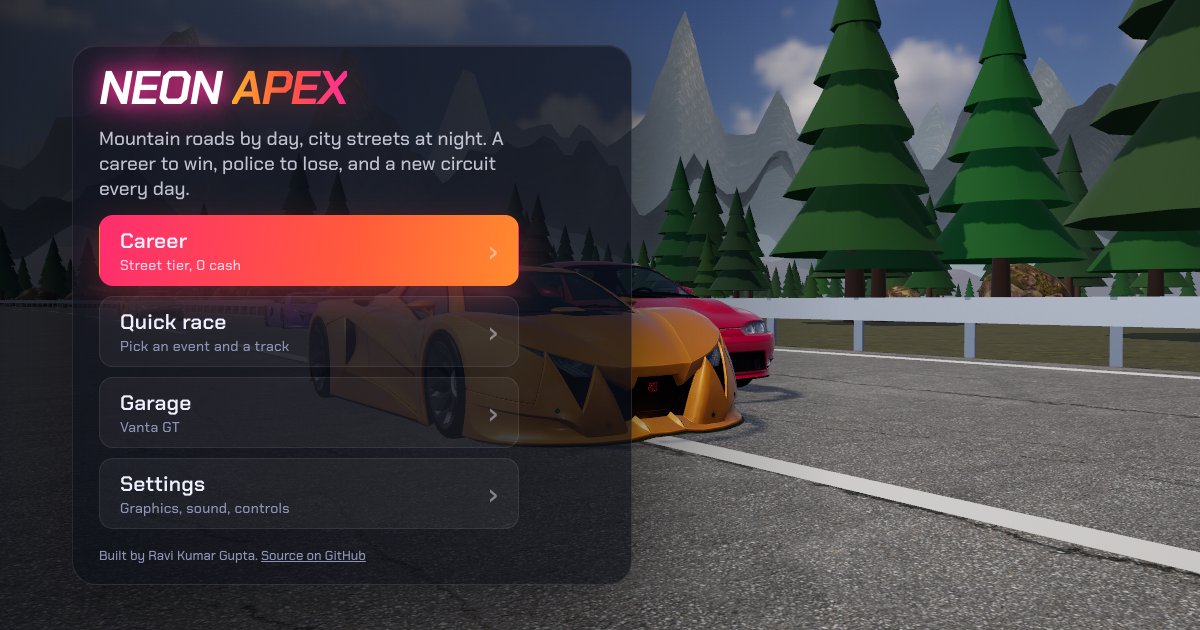 NEON APEX
Mountain roads by day, city streets at night. A
career to win, police to lose, and a new circuit
every day.
Career
Street tier, 0 cash
Quick race
Pick an event and a track
Garage
Vanta GT
Settings
Graphics, sound, controls
Built by Ravi Kumar Gupta. Source on GitHub